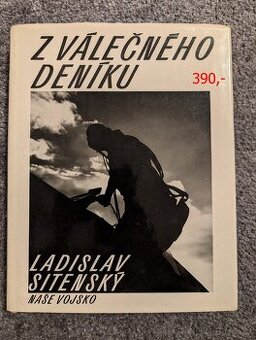 Z VÁLEČNÉHO
DENÍKU
390,-
LADISLAV
SITENSKÝ
NAŠE VOJSKO